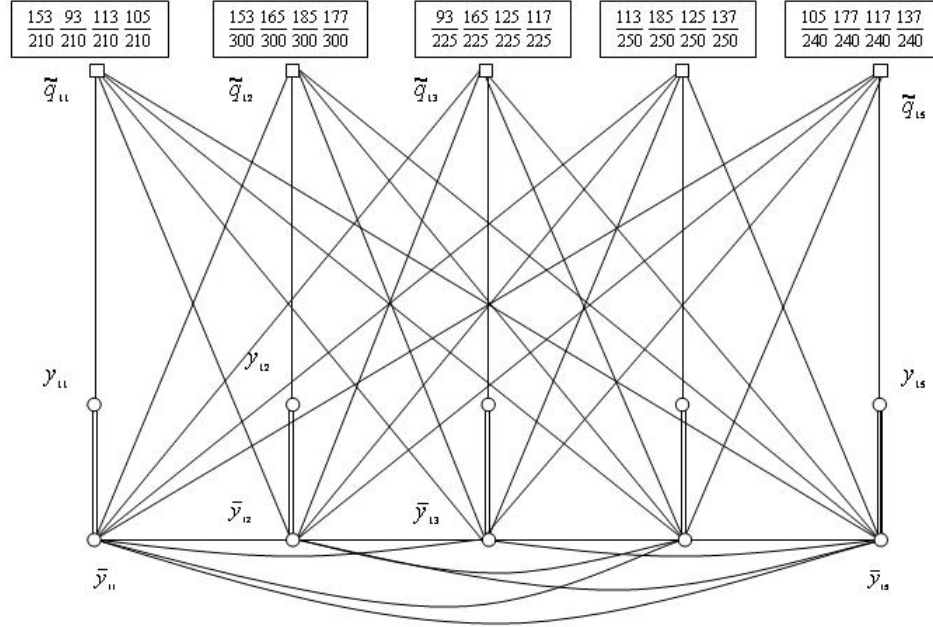 153/210 93/210 113/210 105/210
153/300 165/300 185/300 177/300
93/225 165/225 125/225 117/225
113/250 185/250 125/250 137/250
105/240 177/240 117/240 137/240
q̃₁₁ q̃₁₂ q̃₁₃ q̃₁₅
y₁₁ y₁₂ y₁₅
ȳ₁₂ ȳ₁₃
ȳ₁₁ ȳ₁₅